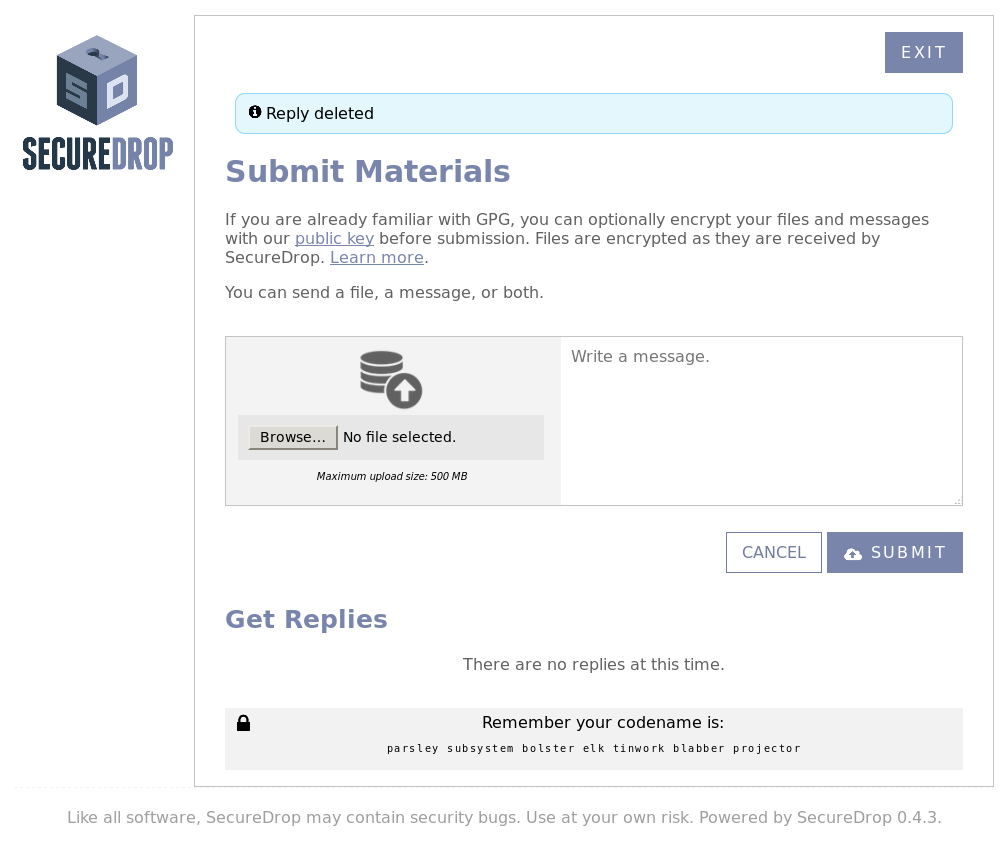 SD
SECUREDROP
EXIT
Reply deleted
Submit Materials
If you are already familiar with GPG, you can optionally encrypt your files and messages
with our public key before submission. Files are encrypted as they are received by
SecureDrop. Learn more.
You can send a file, a message, or both.
Write a message.
Browse... No file selected.
Maximum upload size: 500 MB
CANCEL
SUBMIT
Get Replies
There are no replies at this time.
Remember your codename is:
parsley subsystem bolster elk tinwork blabber projector
Like all software, SecureDrop may contain security bugs. Use at your own risk. Powered by SecureDrop 0.4.3.